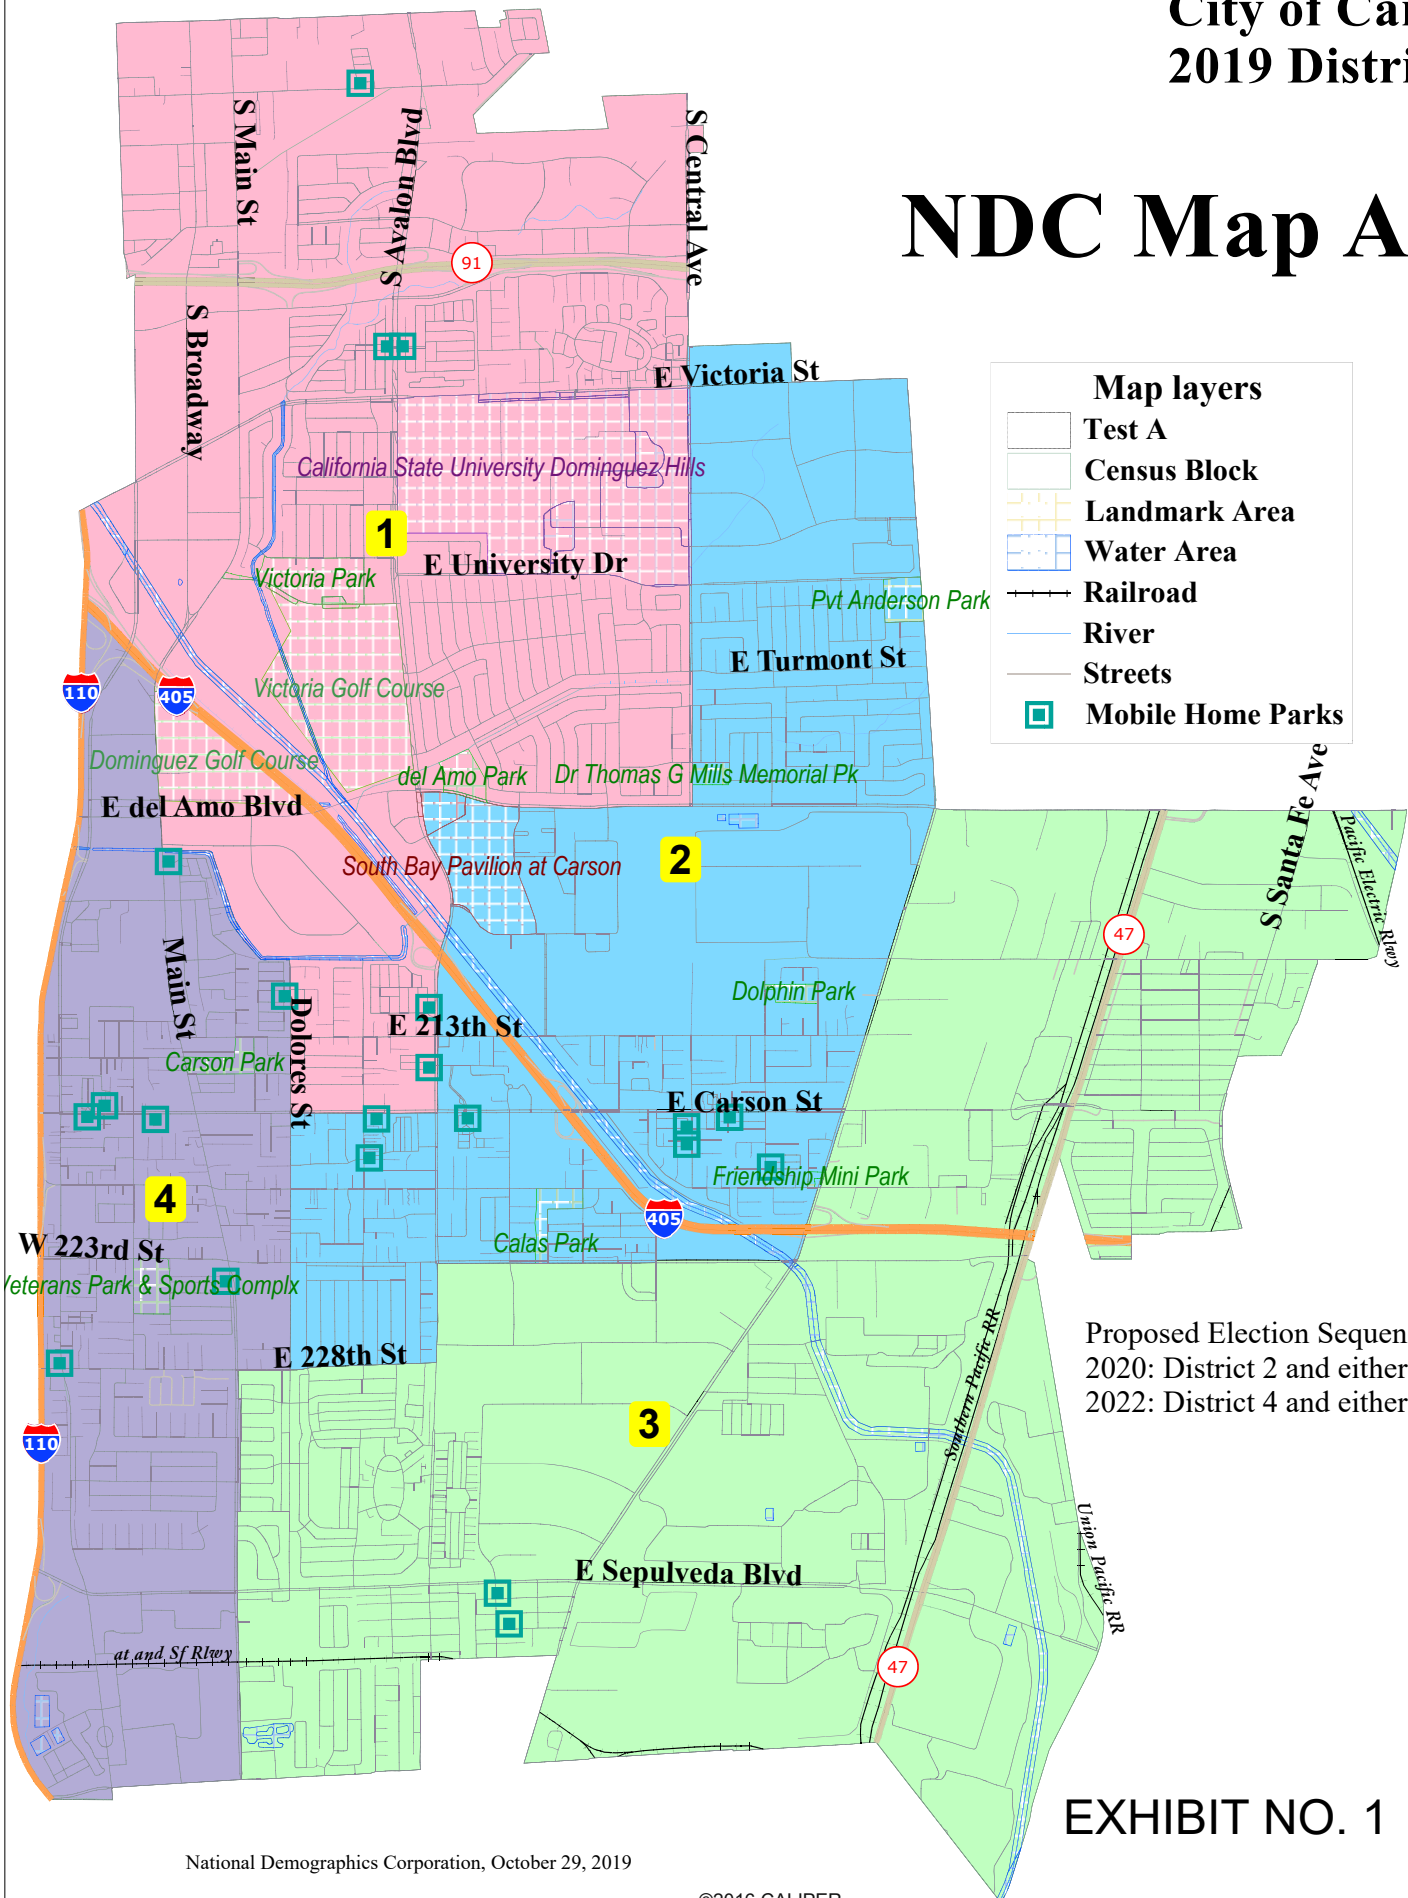 City of Car
2019 Distri
NDC Map A
S Main St
S Avalon Blvd
S Central Ave
91
S Broadway
E Victoria St
Map layers
Test A
Census Block
Landmark Area
Water Area
Railroad
River
Streets
Mobile Home Parks
California State University Dominguez Hills
1
E University Dr
Victoria Park
Pvt Anderson Park
E Turmont St
110
405
Victoria Golf Course
Dominguez Golf Course
del Amo Park
Dr Thomas G Mills Memorial Pk
E del Amo Blvd
S Santa Fe Ave
Pacific Electric Rlwy
South Bay Pavilion at Carson
2
47
Main St
Dolores St
Dolphin Park
E 213th St
Carson Park
E Carson St
Friendship Mini Park
4
405
W 223rd St
Calas Park
Veterans Park & Sports Complx
E 228th St
Southern Pacific RR
Proposed Election Sequen
2020: District 2 and either
2022: District 4 and either
3
110
Union Pacific RR
E Sepulveda Blvd
at and Sf Rlwy
47
EXHIBIT NO. 1
National Demographics Corporation, October 29, 2019
©2016 CALIPER